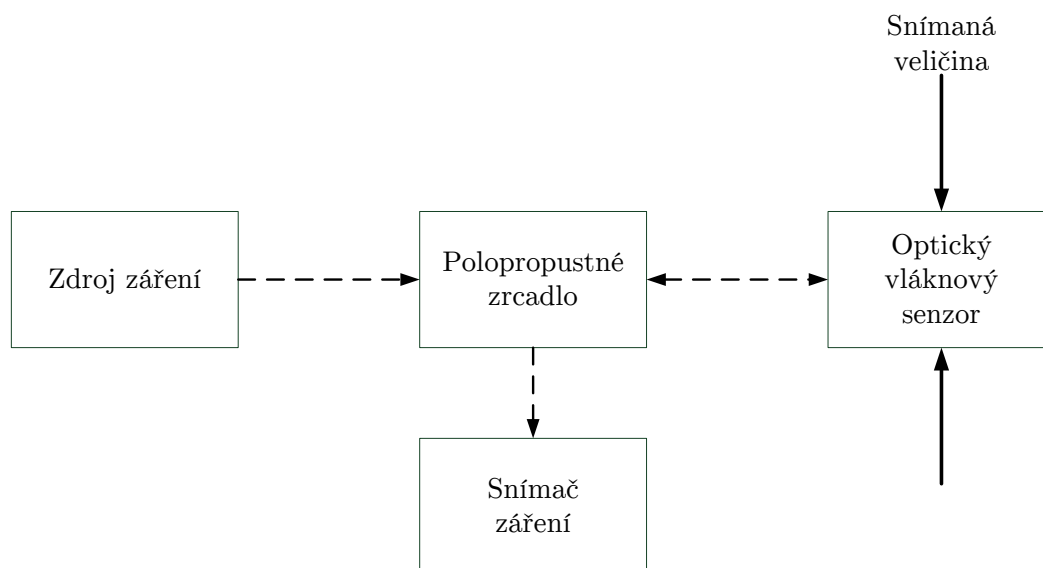 Snímaná
veličina
Zdroj záření
Polopropustné
zrcadlo
Optický
vláknový
senzor
Snímač
záření